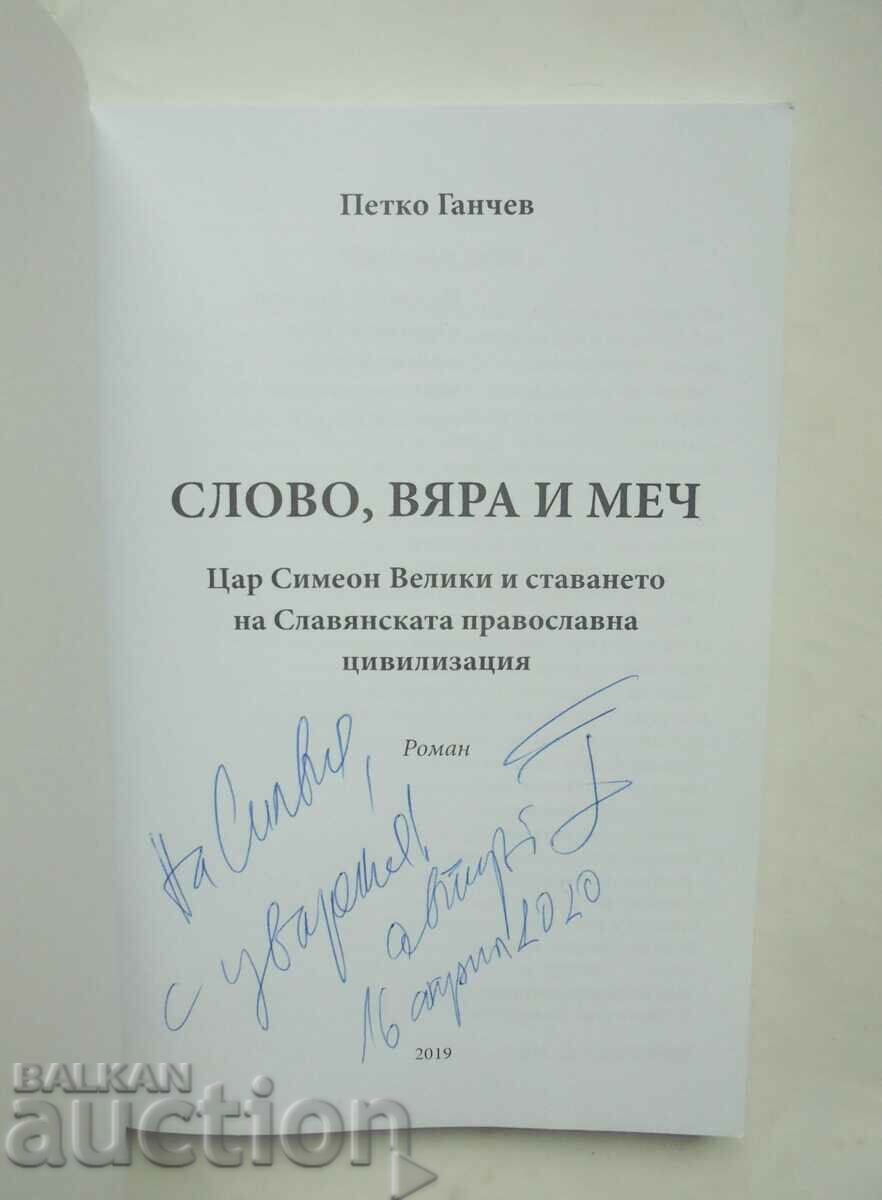 Петко Ганчев
СЛОВО, ВЯРА И МЕЧ
Цар Симеон Велики и ставането
на Славянската православна
цивилизация
Роман
На Силвия,
с уважение!
авторът
16 април 2020
2019
BALKAN
auction